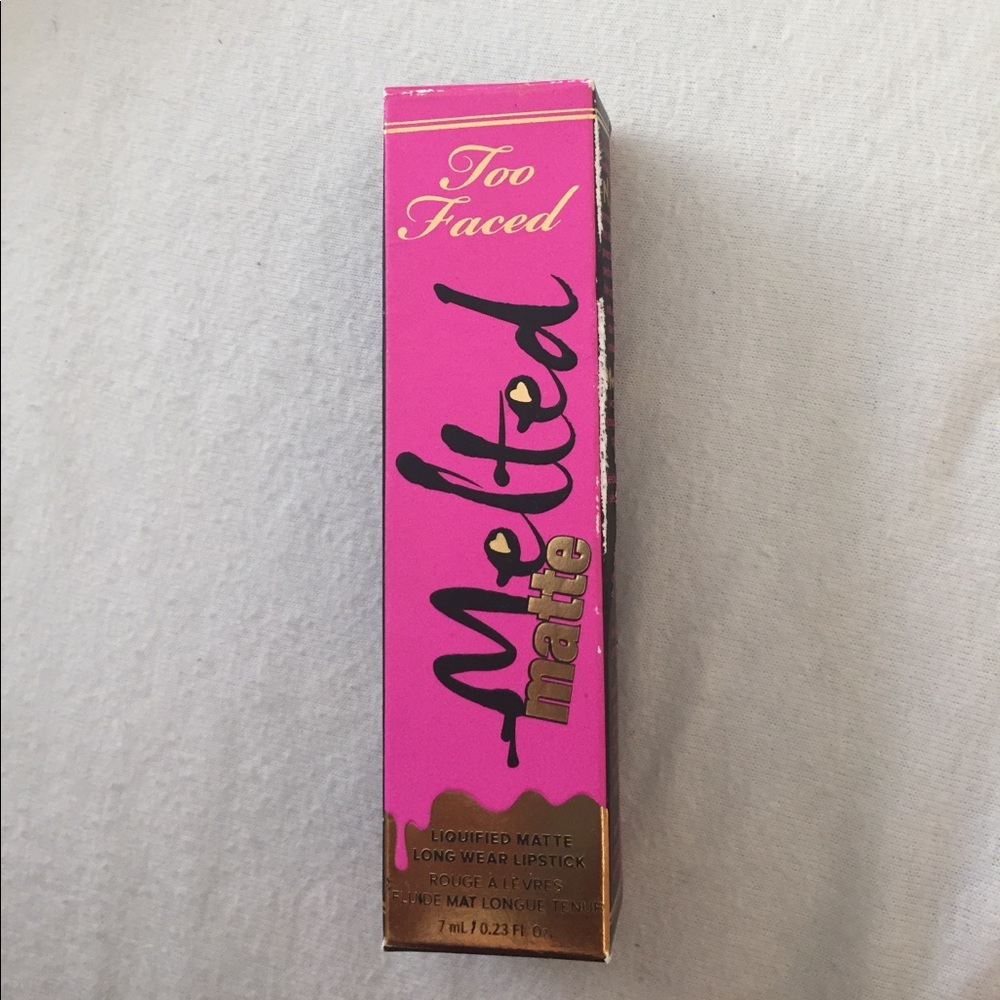 Too
Faced
Melted
matte
LIQUIFIED MATTE
LONG WEAR LIPSTICK
ROUGE À LÈVRES
FLUIDE MAT LONGUE TENUE
7 mL / 0.23 Fl. Oz.